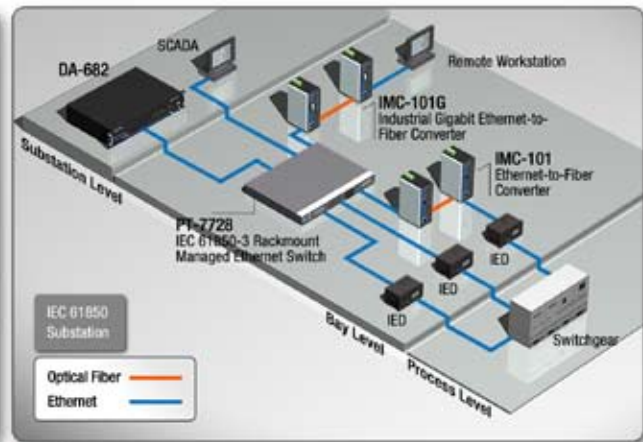 SCADA
DA-682
Remote Workstation
IMC-101G
Industrial Gigabit Ethernet-to-
Fiber Converter
IMC-101
Ethernet-to-Fiber
Converter
Substation Level
PT-7728
IEC 61850-3 Rackmount
Managed Ethernet Switch
IED
IED
IED
Switchgear
Bay Level
Process Level
IEC 61850
Substation
Optical Fiber
Ethernet